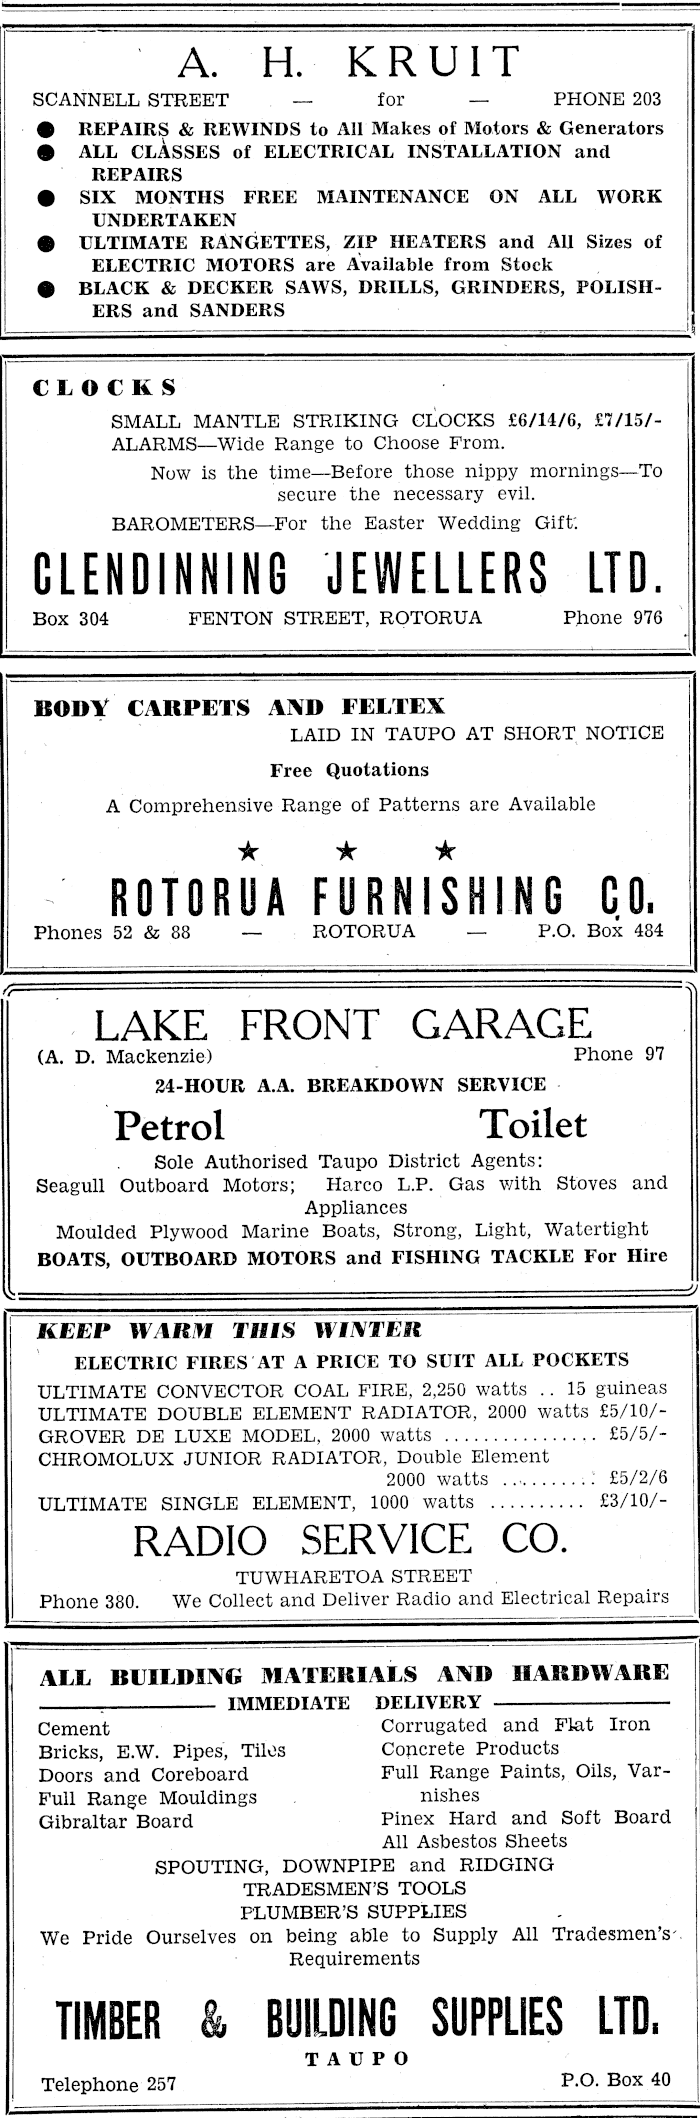 A. H. KRUIT
SCANNELL STREET — for — PHONE 203
● REPAIRS & REWINDS to All Makes of Motors & Generators
● ALL CLASSES of ELECTRICAL INSTALLATION and
REPAIRS
● SIX MONTHS FREE MAINTENANCE ON ALL WORK
UNDERTAKEN
● ULTIMATE RANGETTES, ZIP HEATERS and All Sizes of
ELECTRIC MOTORS are Available from Stock
● BLACK & DECKER SAWS, DRILLS, GRINDERS, POLISH-
ERS and SANDERS
CLOCKS
SMALL MANTLE STRIKING CLOCKS £6/14/6, £7/15/-
ALARMS—Wide Range to Choose From.
Now is the time—Before those nippy mornings—To
secure the necessary evil.
BAROMETERS—For the Easter Wedding Gift.
CLENDINNING JEWELLERS LTD.
Box 304 FENTON STREET, ROTORUA Phone 976
BODY CARPETS AND FELTEX
LAID IN TAUPO AT SHORT NOTICE
Free Quotations
A Comprehensive Range of Patterns are Available
★ ★ ★
ROTORUA FURNISHING CO.
Phones 52 & 88 — ROTORUA — P.O. Box 484
LAKE FRONT GARAGE
(A. D. Mackenzie) Phone 97
24-HOUR A.A. BREAKDOWN SERVICE
Petrol Toilet
Sole Authorised Taupo District Agents:
Seagull Outboard Motors; Harco L.P. Gas with Stoves and
Appliances
Moulded Plywood Marine Boats, Strong, Light, Watertight
BOATS, OUTBOARD MOTORS and FISHING TACKLE For Hire
KEEP WARM THIS WINTER
ELECTRIC FIRES AT A PRICE TO SUIT ALL POCKETS
ULTIMATE CONVECTOR COAL FIRE, 2,250 watts .. 15 guineas
ULTIMATE DOUBLE ELEMENT RADIATOR, 2000 watts £5/10/-
GROVER DE LUXE MODEL, 2000 watts ................ £5/5/-
CHROMOLUX JUNIOR RADIATOR, Double Element
2000 watts .......... £5/2/6
ULTIMATE SINGLE ELEMENT, 1000 watts .......... £3/10/-
RADIO SERVICE CO.
TUWHARETOA STREET
Phone 380. We Collect and Deliver Radio and Electrical Repairs
ALL BUILDING MATERIALS AND HARDWARE
IMMEDIATE DELIVERY
Cement
Bricks, E.W. Pipes, Tiles
Doors and Coreboard
Full Range Mouldings
Gibraltar Board
Corrugated and Flat Iron
Concrete Products
Full Range Paints, Oils, Var-
nishes
Pinex Hard and Soft Board
All Asbestos Sheets
SPOUTING, DOWNPIPE and RIDGING
TRADESMEN'S TOOLS
PLUMBER'S SUPPLIES
We Pride Ourselves on being able to Supply All Tradesmen's
Requirements
TIMBER & BUILDING SUPPLIES LTD.
TAUPO
Telephone 257 P.O. Box 40